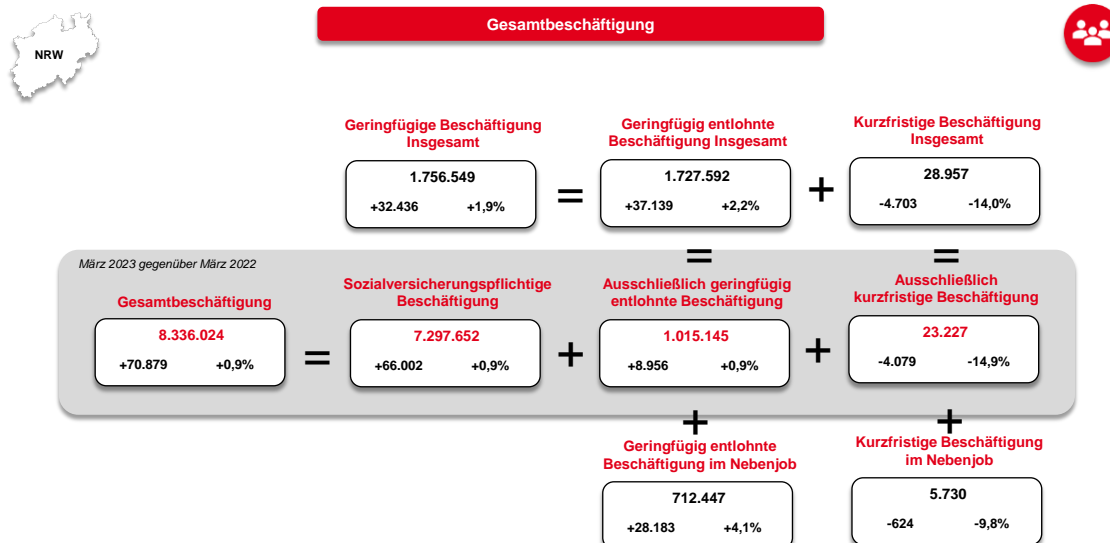 Gesamtbeschäftigung
NRW
Geringfügige Beschäftigung
Insgesamt
1.756.549
+32.436 +1,9%
=
Geringfügig entlohnte
Beschäftigung Insgesamt
1.727.592
+37.139 +2,2%
+
Kurzfristige Beschäftigung
Insgesamt
28.957
-4.703 -14,0%
= =
März 2023 gegenüber März 2022
Gesamtbeschäftigung
8.336.024
+70.879 +0,9%
=
Sozialversicherungspflichtige
Beschäftigung
7.297.652
+66.002 +0,9%
+
Ausschließlich geringfügig
entlohnte Beschäftigung
1.015.145
+8.956 +0,9%
+
Ausschließlich
kurzfristige Beschäftigung
23.227
-4.079 -14,9%
+ +
Geringfügig entlohnte
Beschäftigung im Nebenjob
712.447
+28.183 +4,1%
Kurzfristige Beschäftigung
im Nebenjob
5.730
-624 -9,8%